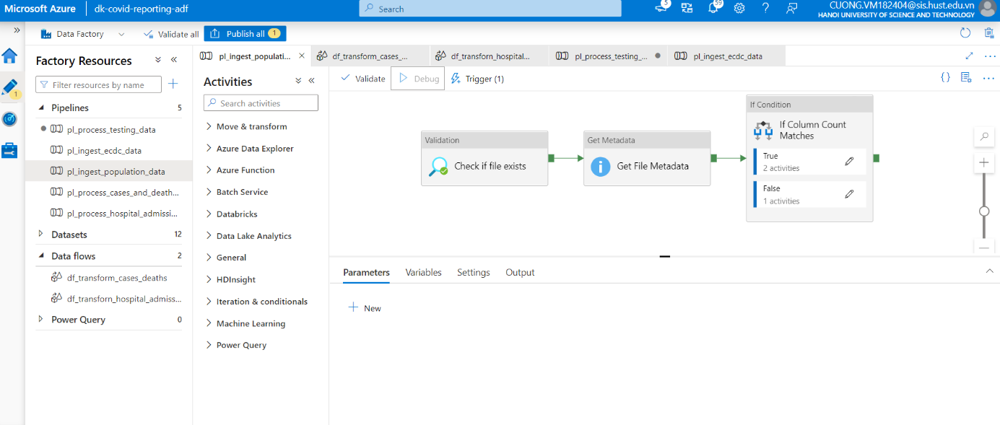 Microsoft Azure
dk-covid-reporting-adf
Search
5
59
CUONG.VM182404@sis.hust.edu.vn
HANOI UNIVERSITY OF SCIENCE AND TECHNOLOGY
Data Factory
Validate all
Publish all 1
1
Factory Resources
Filter resources by name
Pipelines 5
pl_process_testing_data
pl_ingest_ecdc_data
pl_ingest_population_data
pl_process_cases_and_death...
pl_process_hospital_admissi...
Datasets 12
Data flows 2
df_transform_cases_deaths
df_transforn_hospital_admiss...
Power Query 0
pl_ingest_populati...
df_transform_cases_...
df_transforn_hospital...
pl_process_testing_...
pl_ingest_ecdc_data
Activities
Search activities
Move & transform
Azure Data Explorer
Azure Function
Batch Service
Databricks
Data Lake Analytics
General
HDInsight
Iteration & conditionals
Machine Learning
Power Query
Validate
Debug
Trigger (1)
Validation
Check if file exists
Get Metadata
Get File Metadata
If Condition
If Column Count
Matches
True
2 activities
False
1 activities
Parameters
Variables
Settings
Output
New